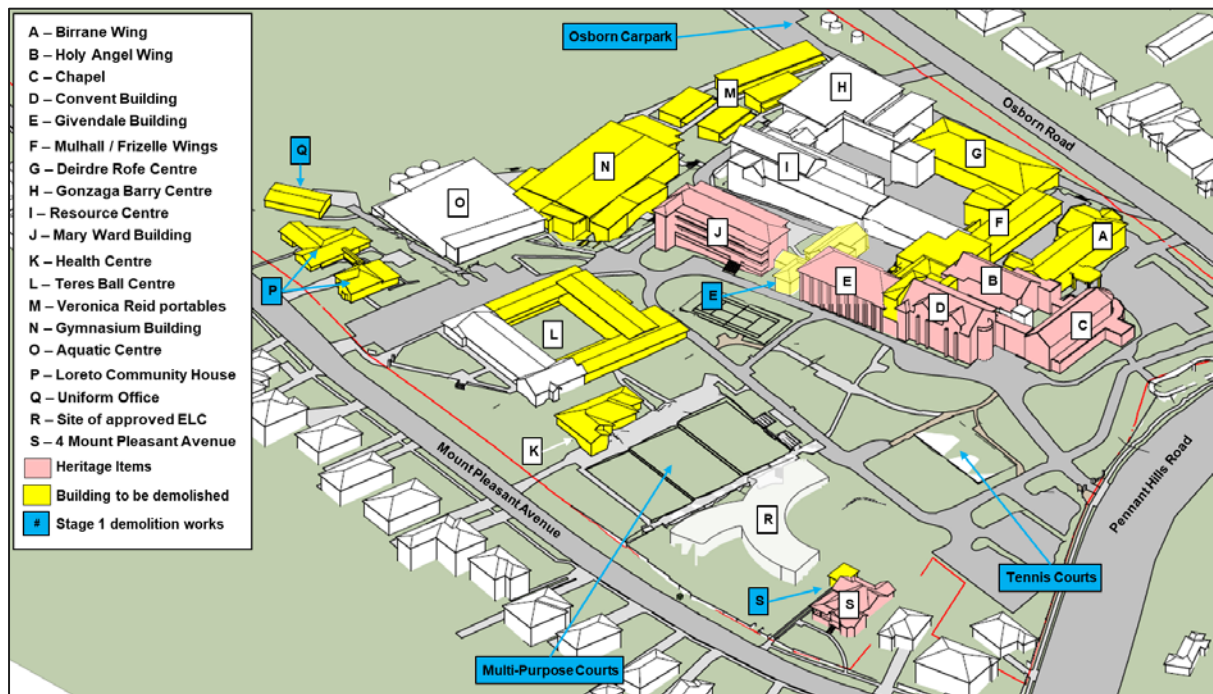 A – Birrane Wing
B – Holy Angel Wing
C – Chapel
D – Convent Building
E – Givendale Building
F – Mulhall / Frizelle Wings
G – Deirdre Rofe Centre
H – Gonzaga Barry Centre
I – Resource Centre
J – Mary Ward Building
K – Health Centre
L – Teres Ball Centre
M – Veronica Reid portables
N – Gymnasium Building
O – Aquatic Centre
P – Loreto Community House
Q – Uniform Office
R – Site of approved ELC
S – 4 Mount Pleasant Avenue
Heritage Items
Building to be demolished
# Stage 1 demolition works
Osborn Carpark
Osborn Road
M
H
Q
N
G
I
O
F
J
A
P
E
E
B
D
C
L
K
Mount Pleasant Avenue
Pennant Hills Road
R
Tennis Courts
S
S
Multi-Purpose Courts